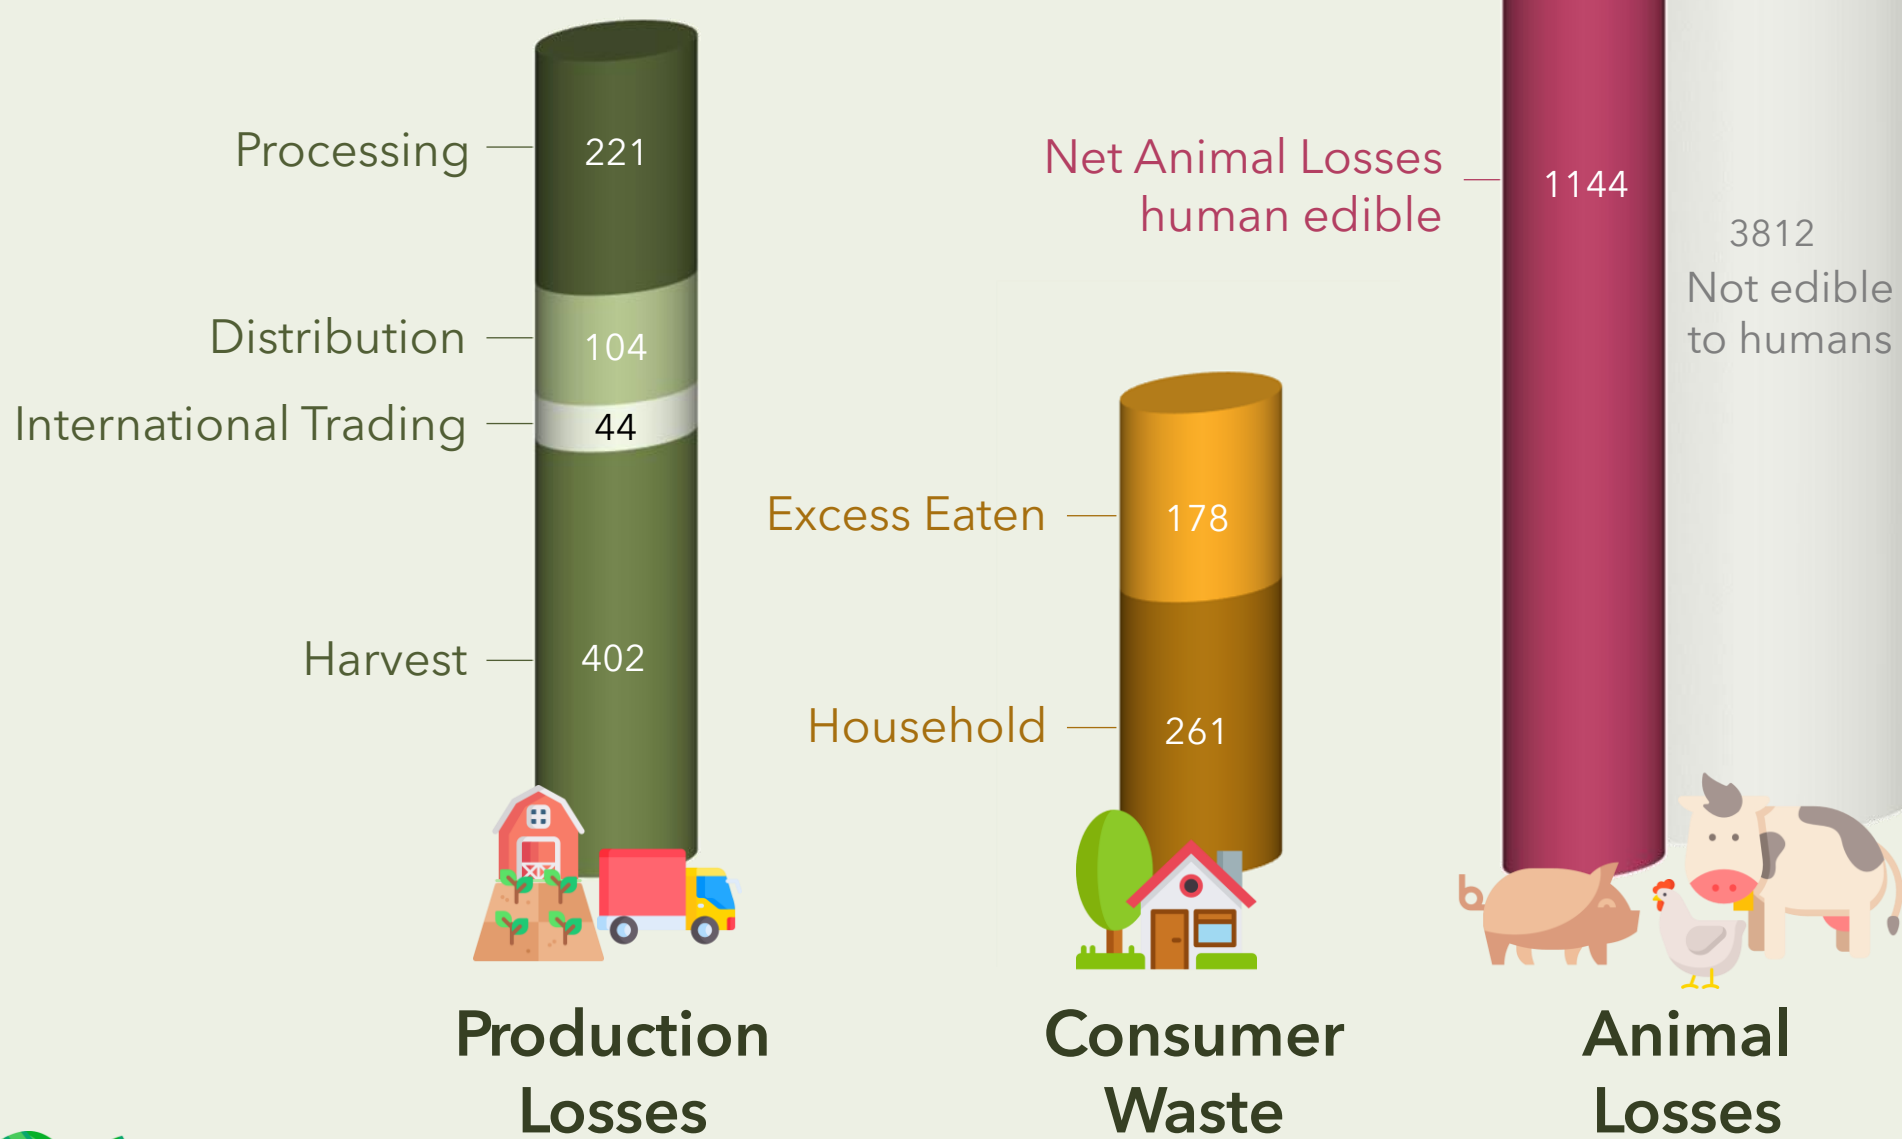 Processing
221
Distribution
104
International Trading
44
Harvest
402
Production
Losses
Excess Eaten
178
Household
261
Consumer
Waste
Net Animal Losses
human edible
1144
3812
Not edible
to humans
Animal
Losses